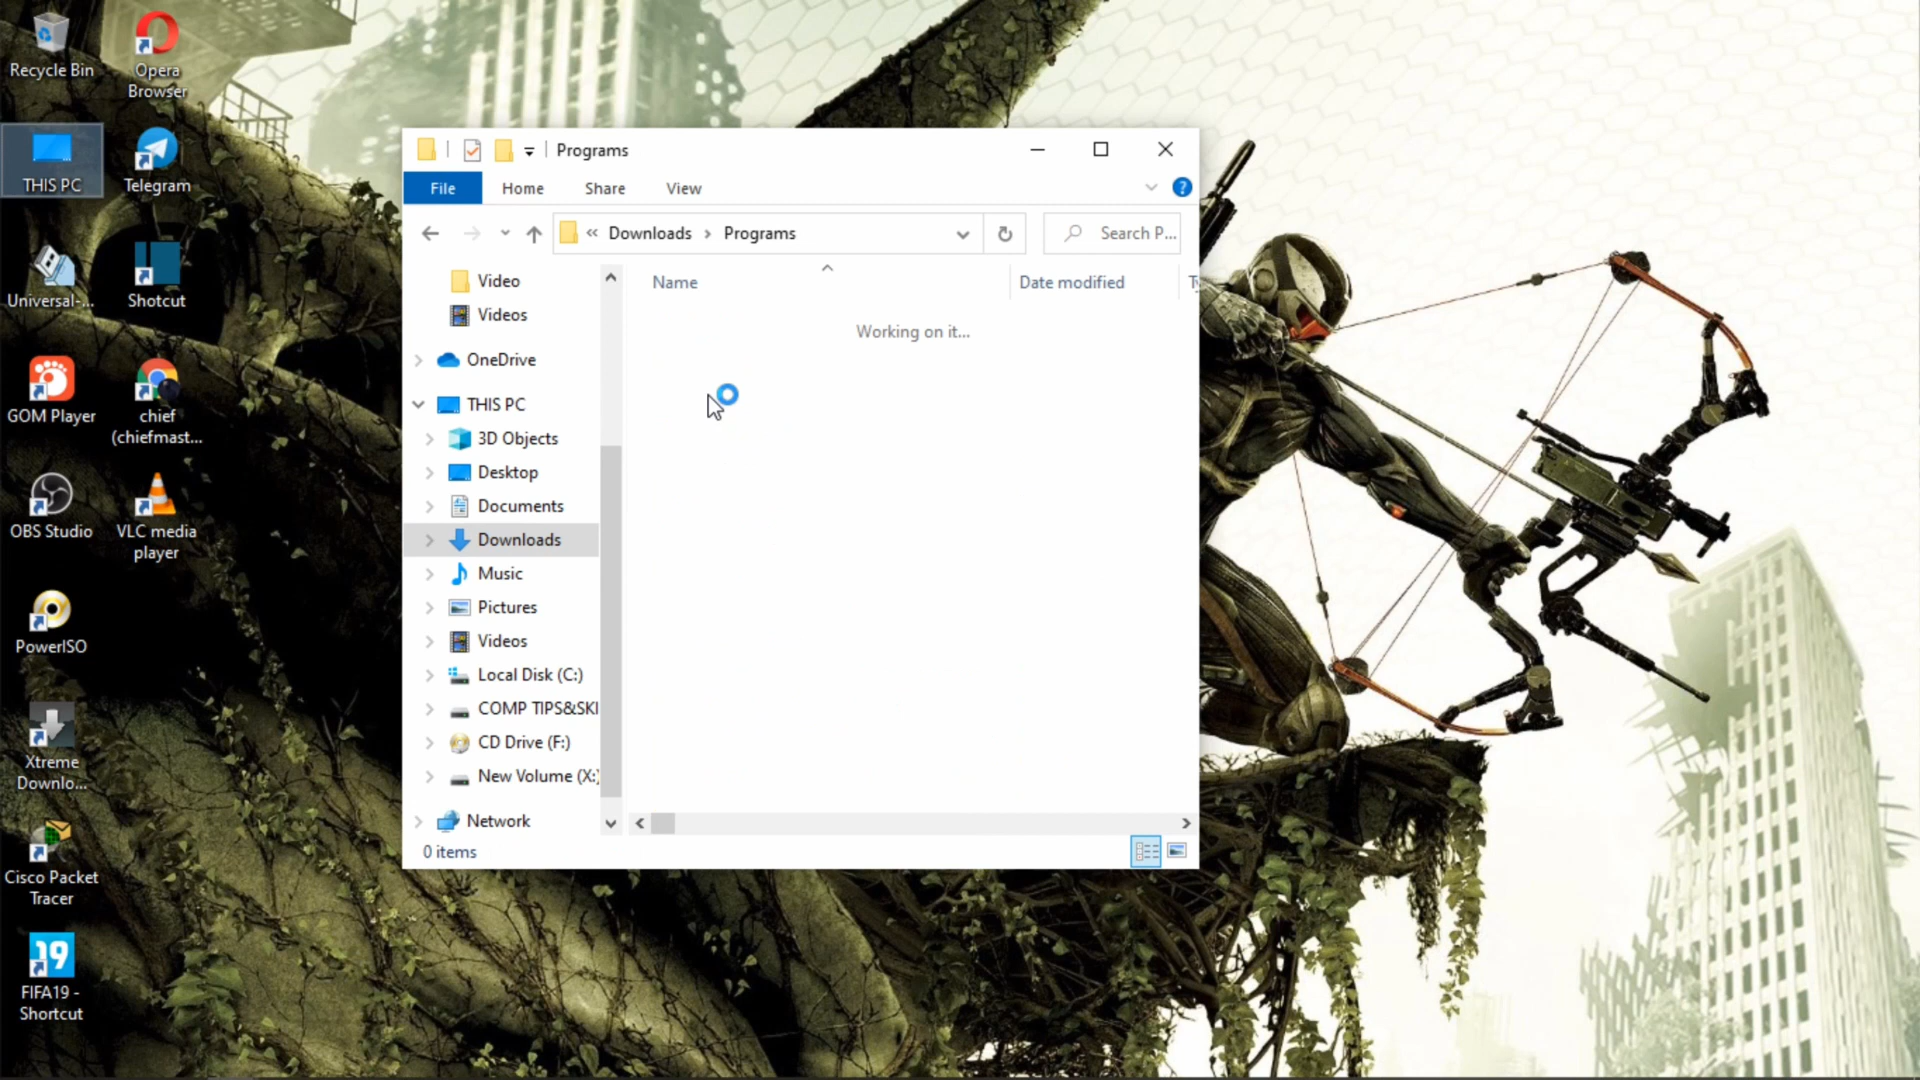 Recycle Bin
Opera
Browser
THIS PC
Telegram
Universal-...
Shotcut
GOM Player
chief
(chiefmast...
OBS Studio
VLC media
player
PowerISO
Xtreme
Downlo...
Cisco Packet
Tracer
19
FIFA19 -
Shortcut
Programs
File
Home
Share
View
?
« Downloads › Programs
Search P...
Video
Videos
OneDrive
THIS PC
3D Objects
Desktop
Documents
Downloads
Music
Pictures
Videos
Local Disk (C:)
COMP TIPS&SKI
CD Drive (F:)
New Volume (X:)
Network
Name
Date modified
Working on it...
0 items